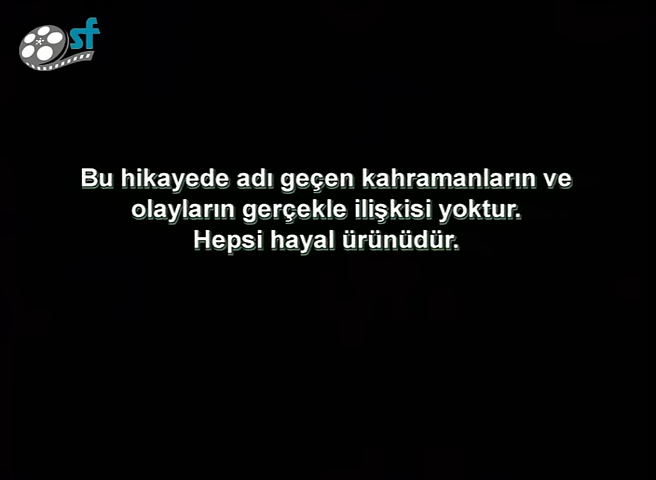 sf
Bu hikayede adı geçen kahramanların ve
olayların gerçekle ilişkisi yoktur.
Hepsi hayal ürünüdür.